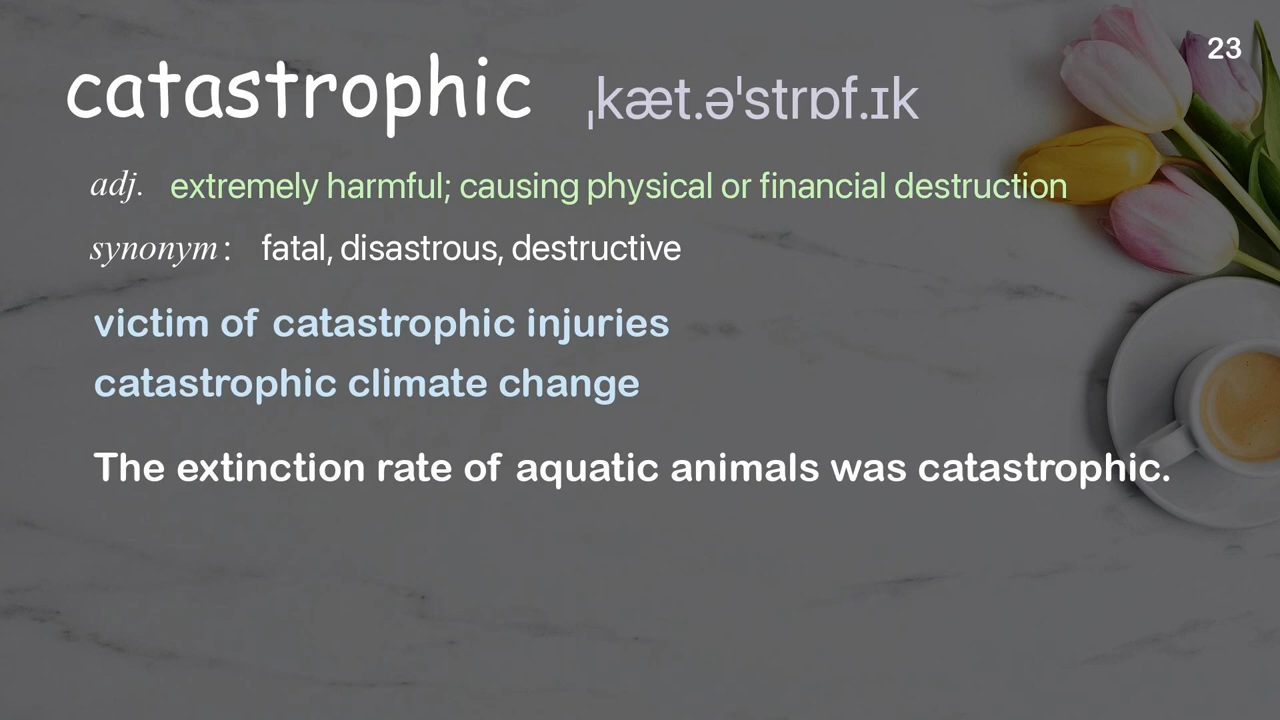 23
catastrophic ˌkæt.əˈstrɒf.ɪk
adj. extremely harmful; causing physical or financial destruction
synonym: fatal, disastrous, destructive
victim of catastrophic injuries
catastrophic climate change
The extinction rate of aquatic animals was catastrophic.